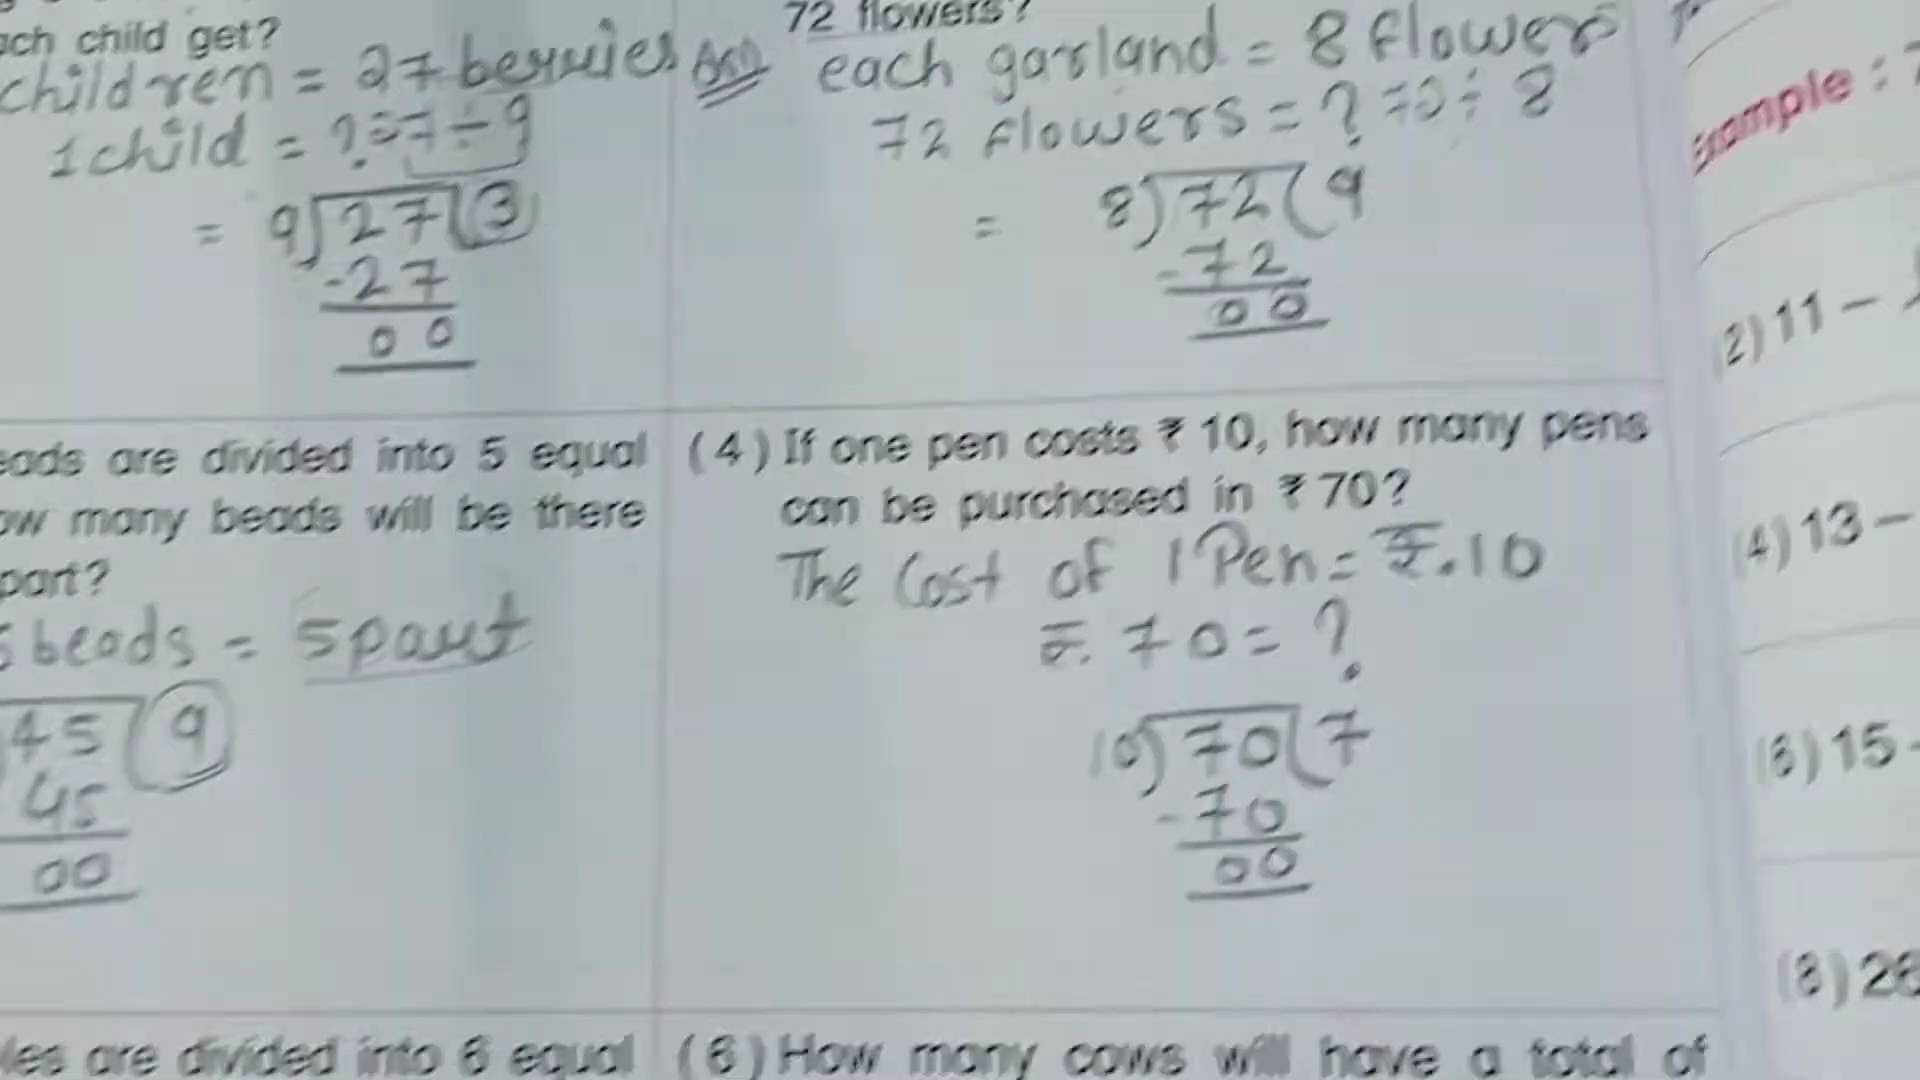 ach child get?
children = 27 berries Ans
1 child = ? 27 ÷ 9
= 9) 27 (3
-27
00
72 flowers?
each garland = 8 flowers
72 flowers = ? 72 ÷ 8
= 8) 72 (9
-72
00
eads are divided into 5 equal
ow many beads will be there
part?
5 beads = 5 part
45 (9
45
00
(4) If one pen costs ₹ 10, how many pens
can be purchased in ₹ 70?
The Cost of 1 Pen = ₹.10
₹. 70 = ?
10) 70 (7
-70
00
les are divided into 6 equal
(6) How many cows will have a total of
Example :
(2) 11 –
(4) 13 –
(6) 15
(8) 26